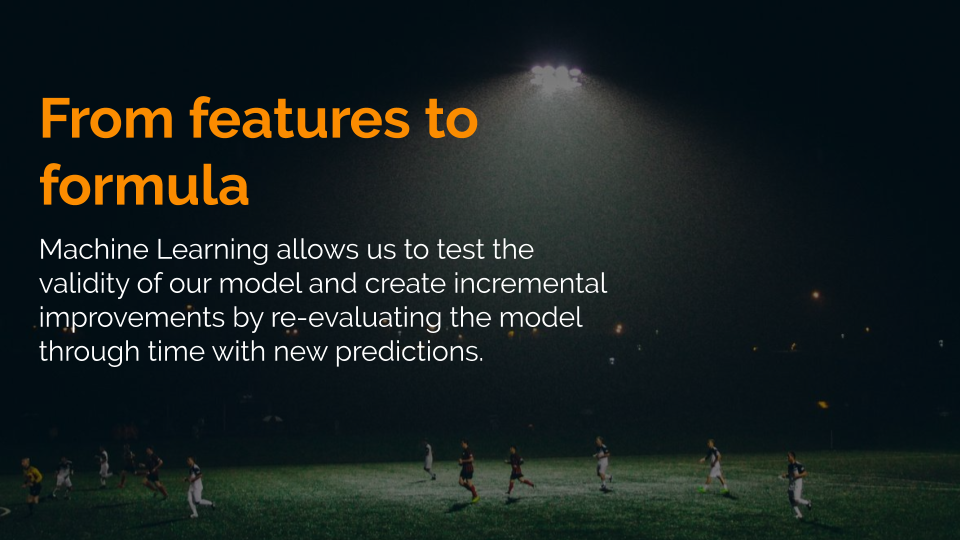 From features to
formula
Machine Learning allows us to test the
validity of our model and create incremental
improvements by re-evaluating the model
through time with new predictions.